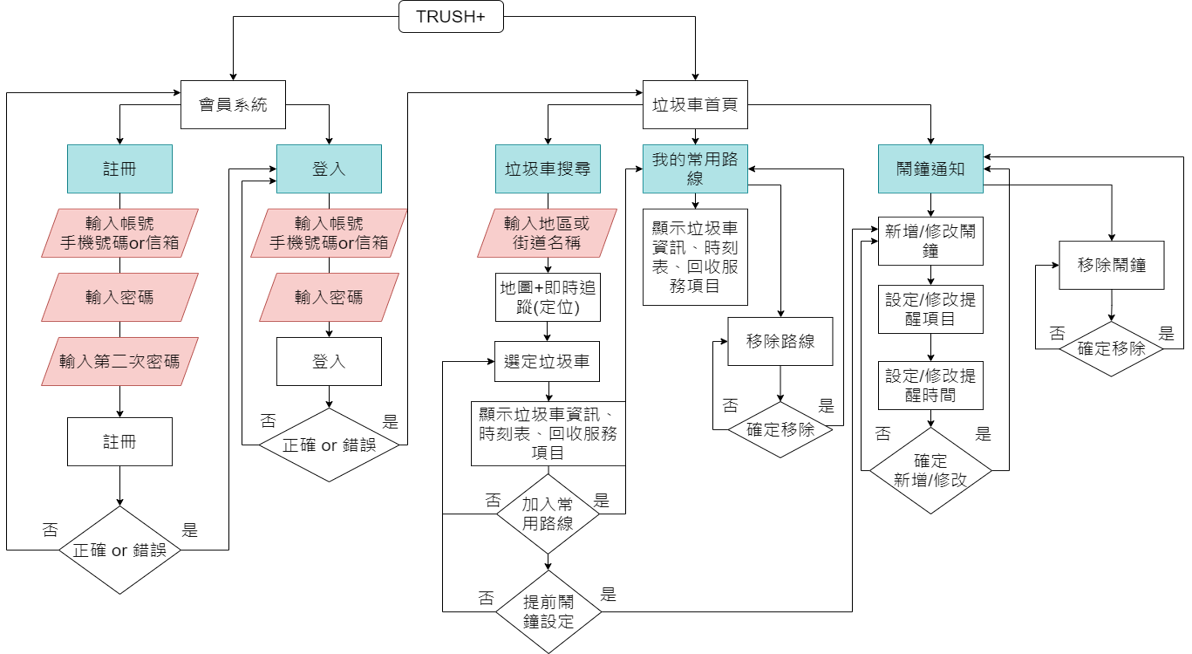 TRUSH+
會員系統
垃圾車首頁
註冊
登入
垃圾車搜尋
我的常用路
線
鬧鐘通知
輸入帳號
手機號碼or信箱
輸入帳號
手機號碼or信箱
輸入地區或
街道名稱
顯示垃圾車
資訊、時刻
表、回收服
務項目
新增/修改鬧
鐘
移除鬧鐘
輸入密碼
輸入密碼
地圖+即時追
蹤(定位)
設定/修改提
醒項目
否
是
確定移除
輸入第二次密碼
登入
選定垃圾車
移除路線
設定/修改提
醒時間
否
是
正確 or 錯誤
顯示垃圾車資訊、
時刻表、回收服務
項目
否
是
確定移除
否
是
確定
新增/修改
註冊
否
是
加入常
用路線
否
是
正確 or 錯誤
否
是
提前鬧
鐘設定